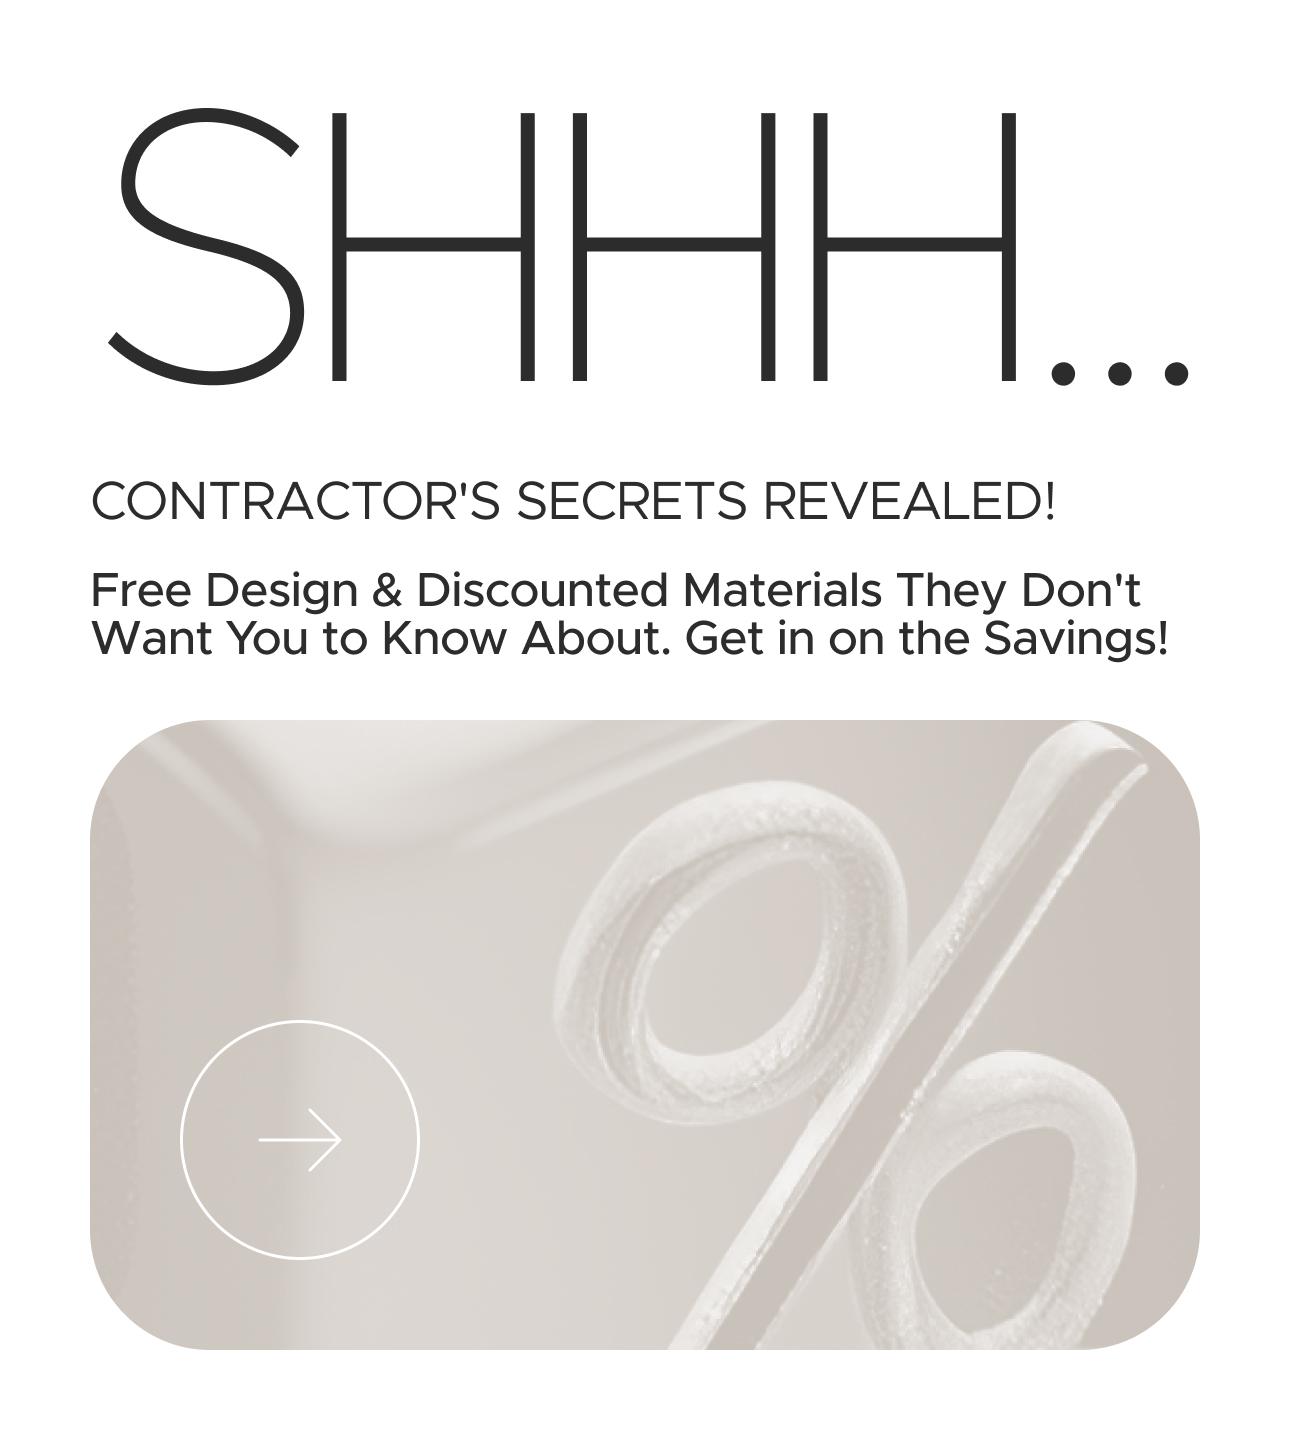 SHHH...
CONTRACTOR'S SECRETS REVEALED!
Free Design & Discounted Materials They Don't
Want You to Know About. Get in on the Savings!